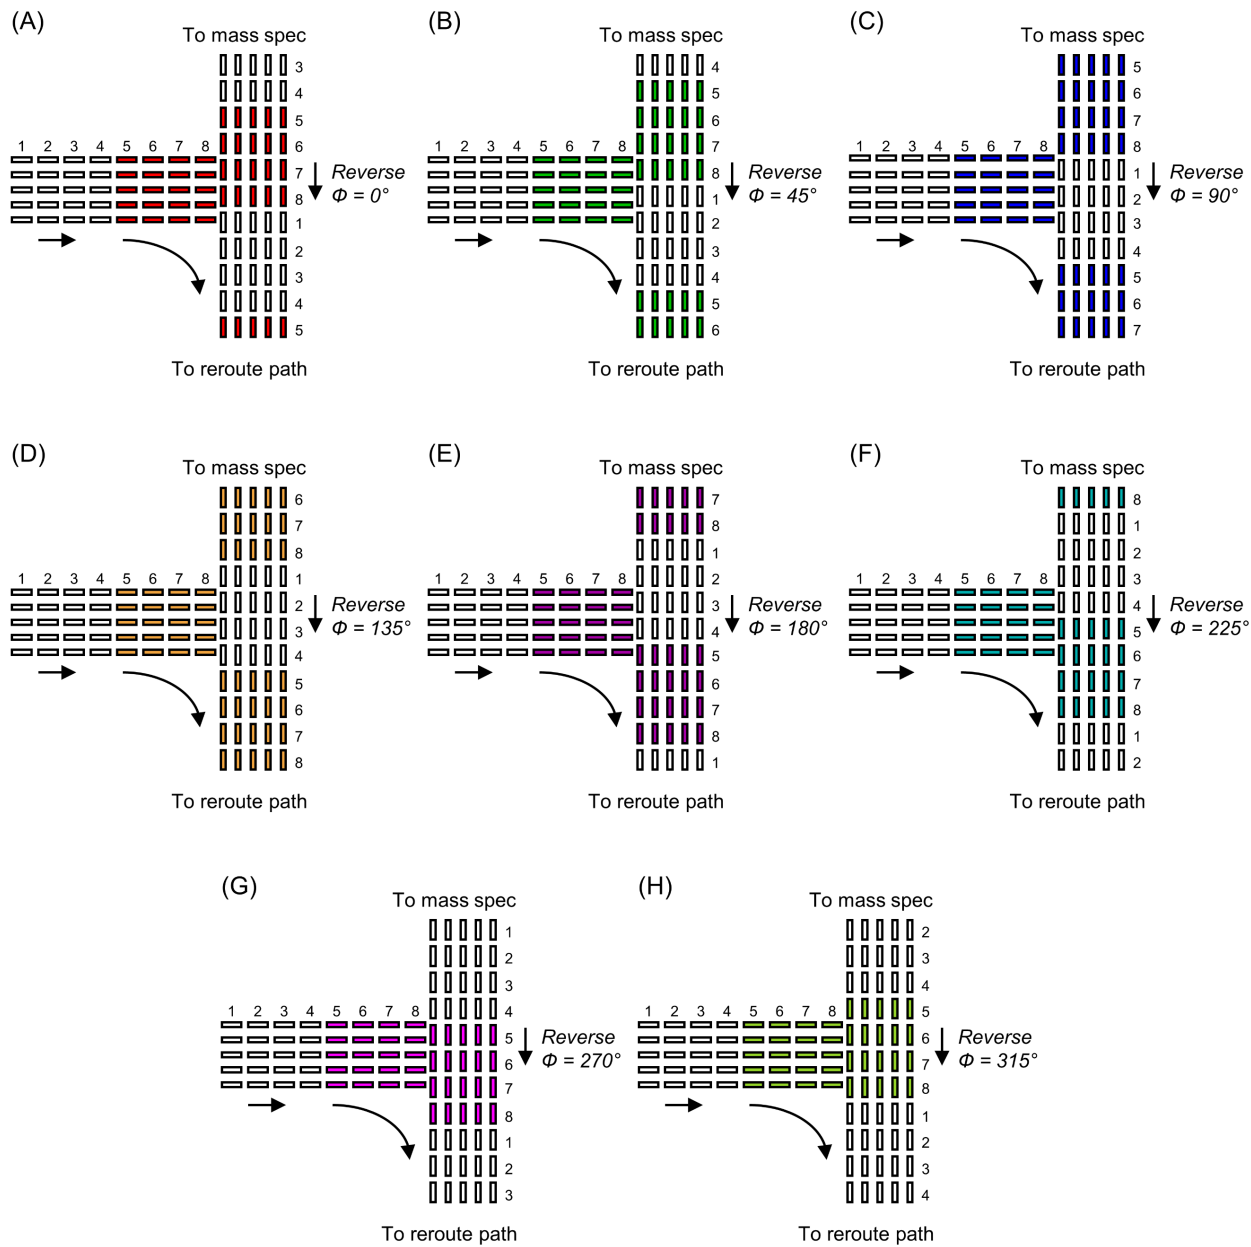 (A)
To mass spec
3
4
5
6
7
8
1
2
3
4
5
1 2 3 4 5 6 7 8
Reverse
Φ = 0°
To reroute path
(B)
To mass spec
4
5
6
7
8
1
2
3
4
5
6
1 2 3 4 5 6 7 8
Reverse
Φ = 45°
To reroute path
(C)
To mass spec
5
6
7
8
1
2
3
4
5
6
7
1 2 3 4 5 6 7 8
Reverse
Φ = 90°
To reroute path
(D)
To mass spec
6
7
8
1
2
3
4
5
6
7
8
1 2 3 4 5 6 7 8
Reverse
Φ = 135°
To reroute path
(E)
To mass spec
7
8
1
2
3
4
5
6
7
8
1
1 2 3 4 5 6 7 8
Reverse
Φ = 180°
To reroute path
(F)
To mass spec
8
1
2
3
4
5
6
7
8
1
2
1 2 3 4 5 6 7 8
Reverse
Φ = 225°
To reroute path
(G)
To mass spec
1
2
3
4
5
6
7
8
1
2
3
1 2 3 4 5 6 7 8
Reverse
Φ = 270°
To reroute path
(H)
To mass spec
2
3
4
5
6
7
8
1
2
3
4
1 2 3 4 5 6 7 8
Reverse
Φ = 315°
To reroute path